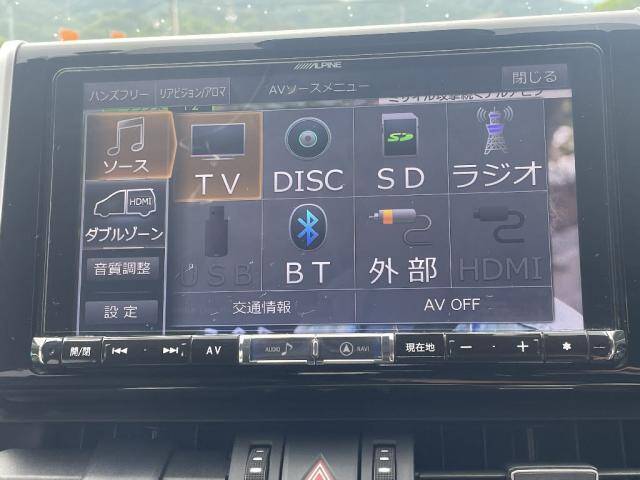 ALPINE
ハンズフリー リアビジョン/アロマ AVソースメニュー 閉じる
ソース TV DISC SD ラジオ
HDMI
ダブルゾーン USB BT 外部 HDMI
音質調整
設定 交通情報 AV OFF
開/閉 AV AUDIO NAVI 現在地 － ・ ＋ ✱